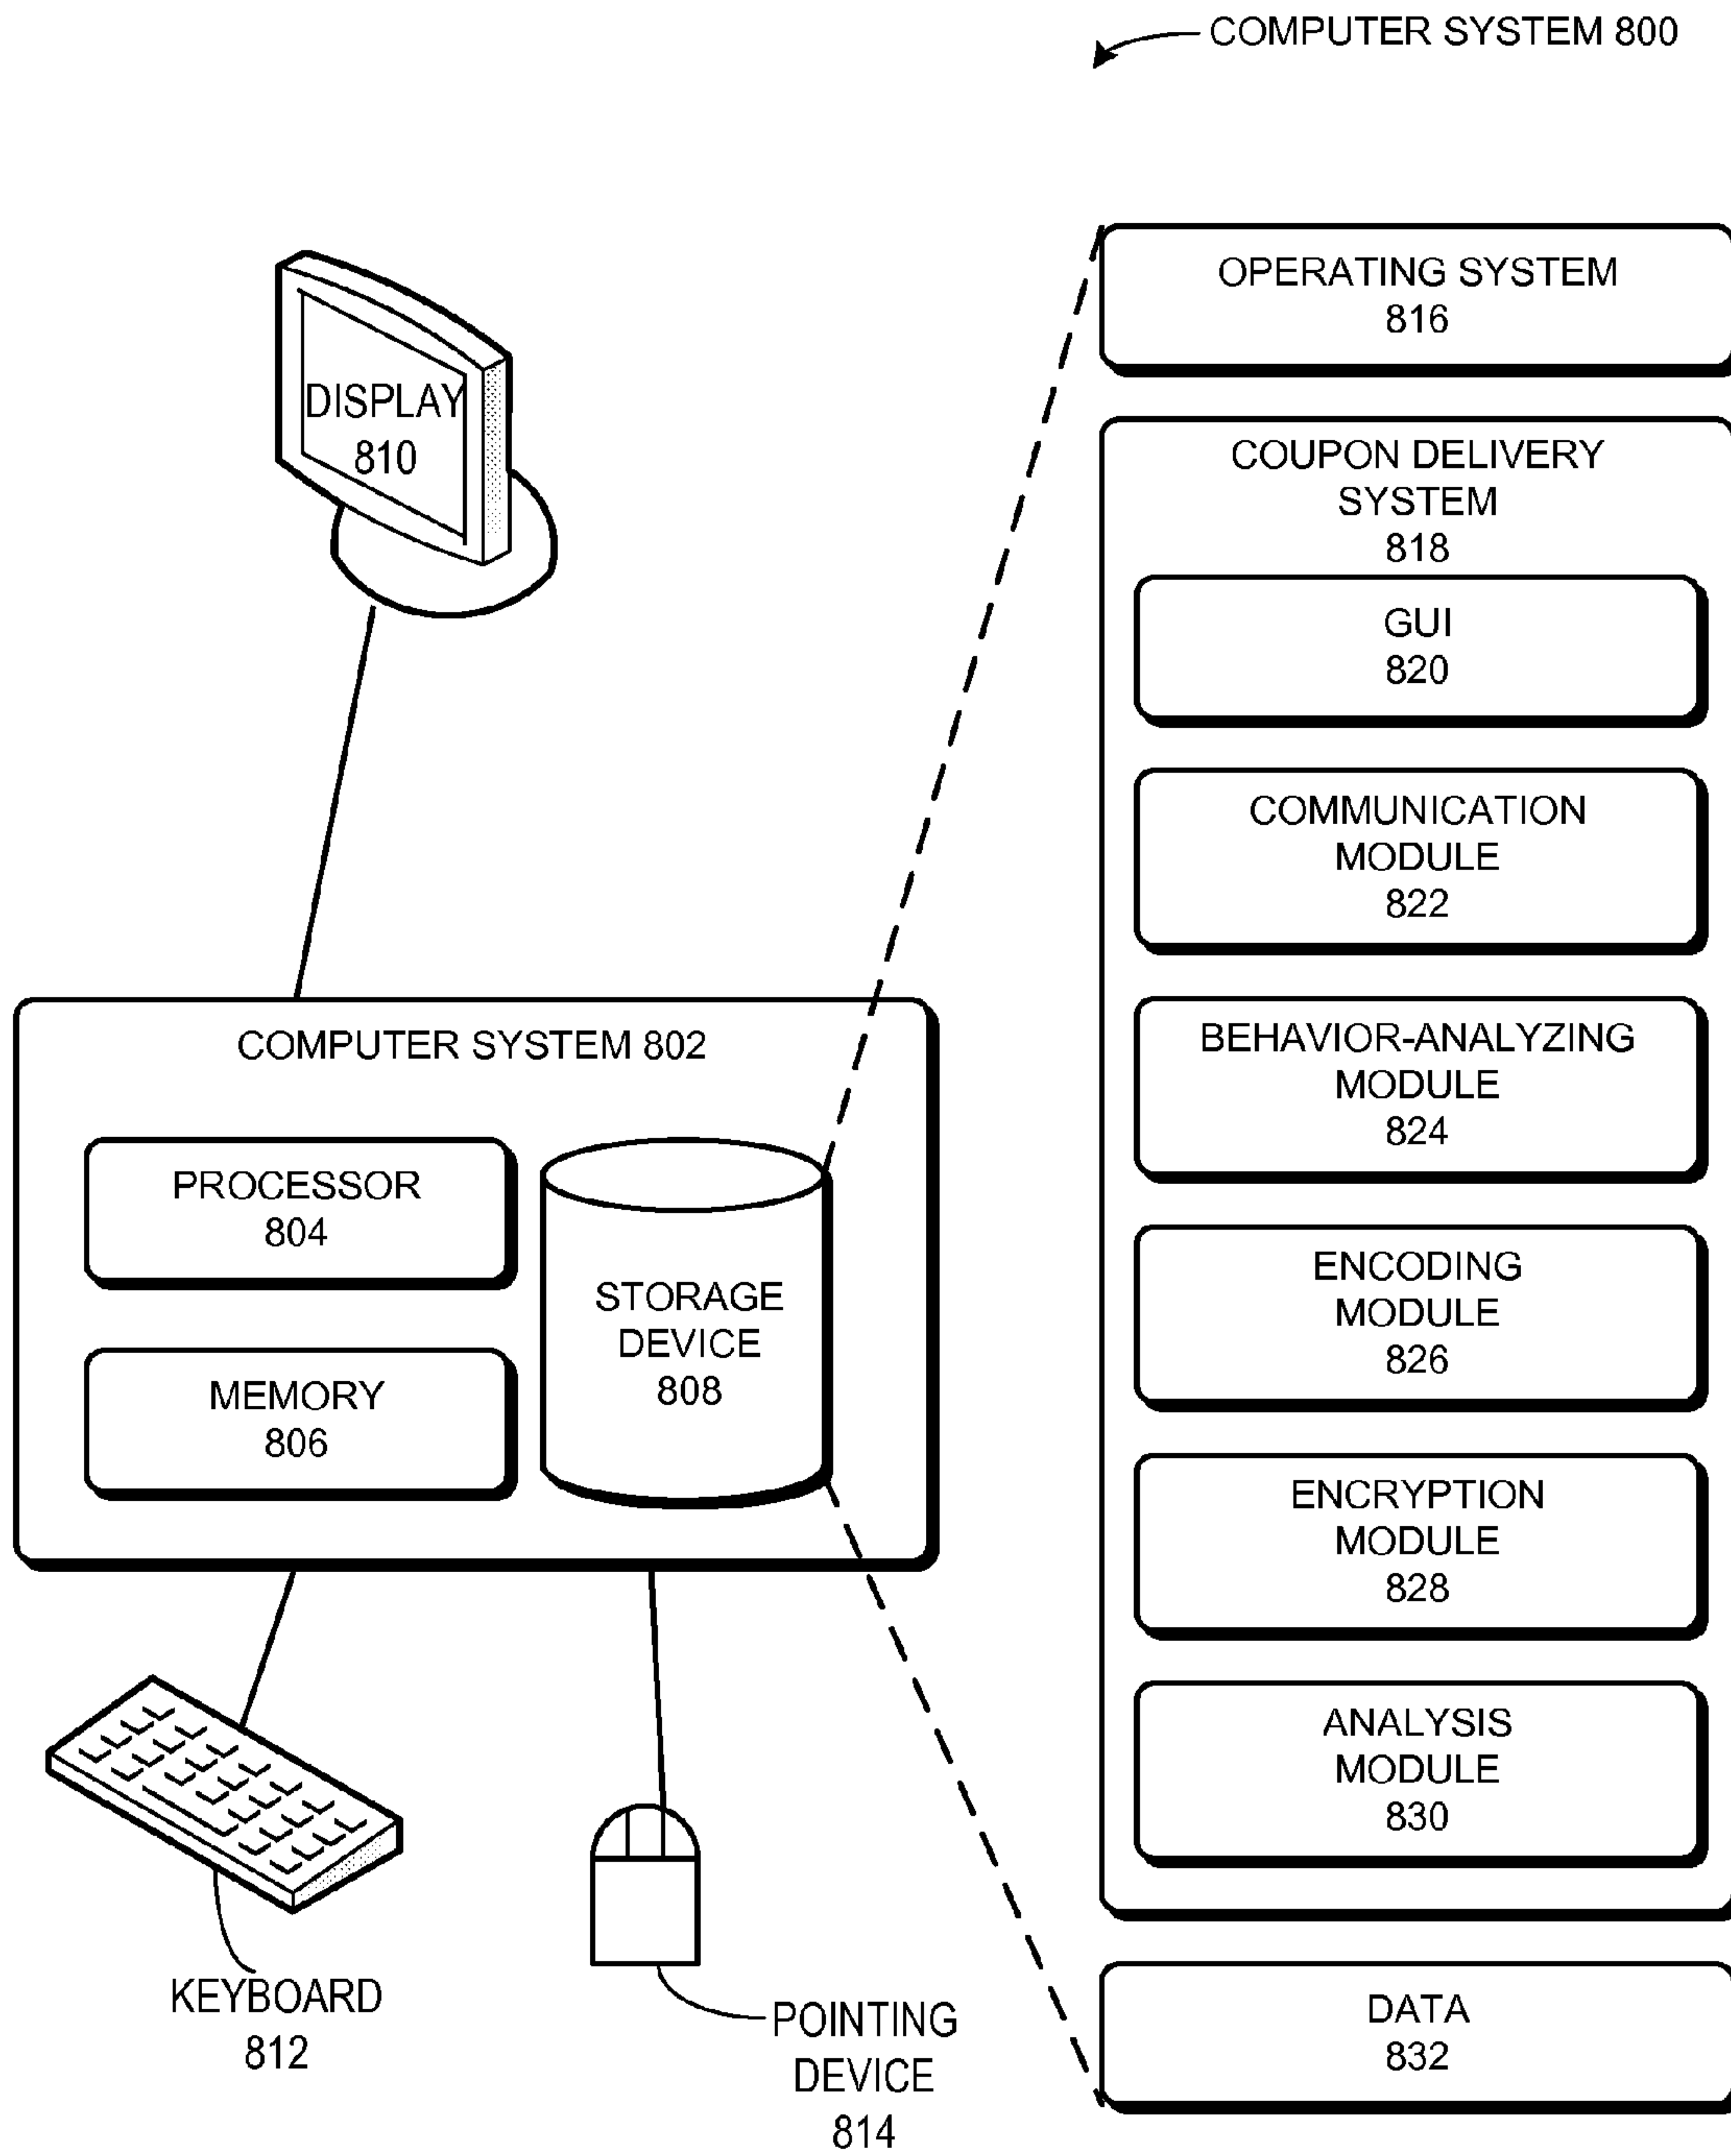 COMPUTER SYSTEM 800
DISPLAY
810
COMPUTER SYSTEM 802
PROCESSOR
804
MEMORY
806
STORAGE
DEVICE
808
KEYBOARD
812
POINTING
DEVICE
814
OPERATING SYSTEM
816
COUPON DELIVERY
SYSTEM
818
GUI
820
COMMUNICATION
MODULE
822
BEHAVIOR-ANALYZING
MODULE
824
ENCODING
MODULE
826
ENCRYPTION
MODULE
828
ANALYSIS
MODULE
830
DATA
832